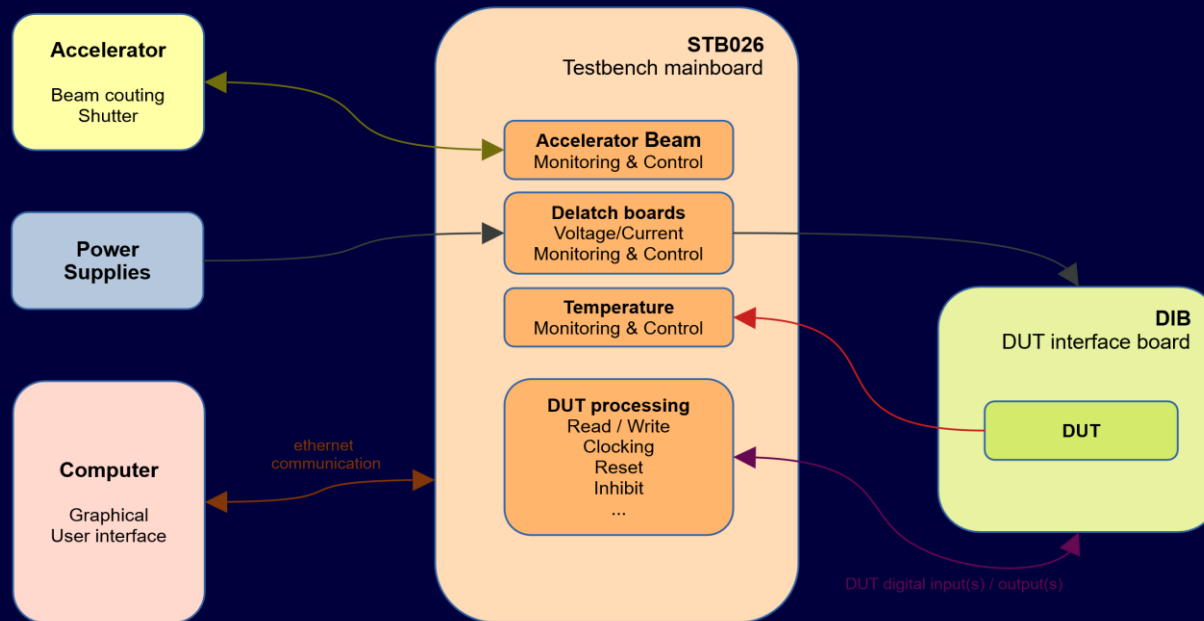 Accelerator
Beam couting
Shutter
Power
Supplies
Computer
Graphical
User interface
ethernet
communication
STB026
Testbench mainboard
Accelerator Beam
Monitoring & Control
Delatch boards
Voltage/Current
Monitoring & Control
Temperature
Monitoring & Control
DUT processing
Read / Write
Clocking
Reset
Inhibit
...
DIB
DUT interface board
DUT
DUT digital input(s) / output(s)